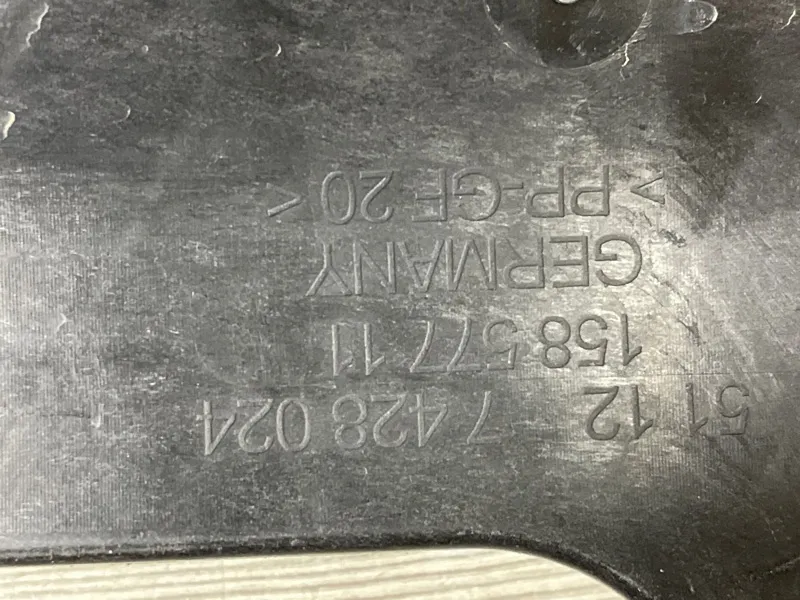 51 12 7 428 024
158 577 11
GERMANY
> PP-GF 20 <